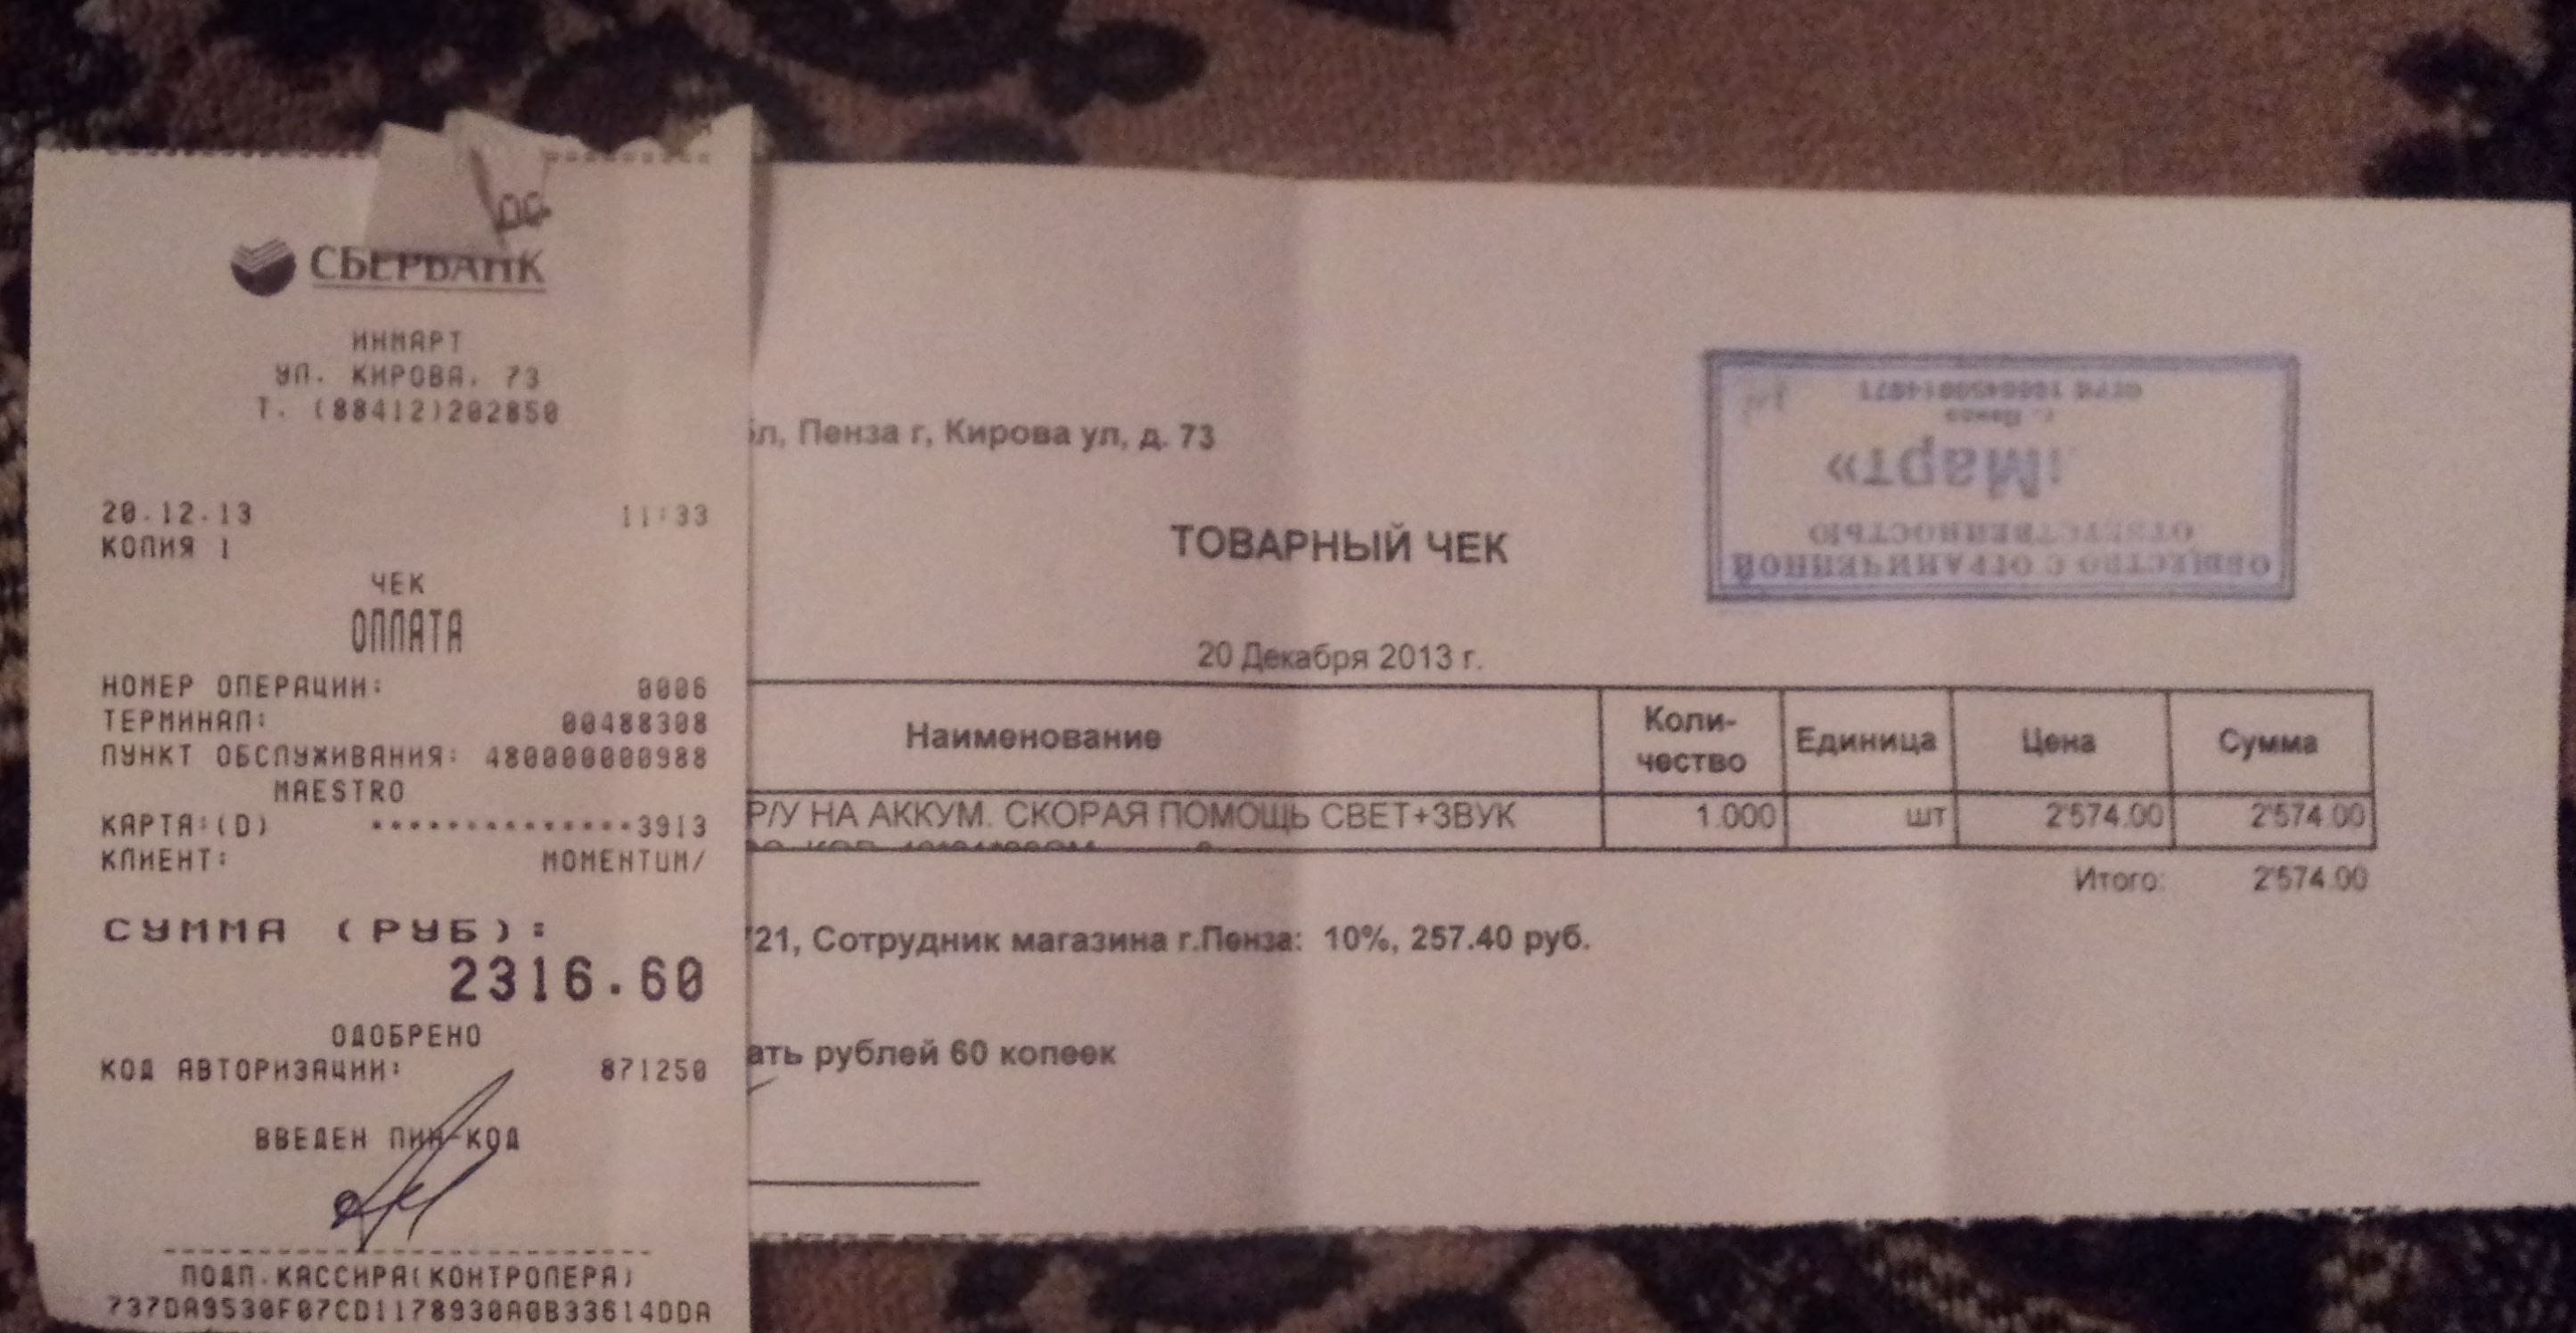 СБЕРБАНК
ИНМАРТ
УЛ. КИРОВА, 73
Т. (88412)202850
20.12.13 11:33
КОПИЯ 1
ЧЕК
ОПЛАТА
НОМЕР ОПЕРАЦИИ: 0006
ТЕРМИНАЛ: 00488308
ПУНКТ ОБСЛУЖИВАНИЯ: 480000000988
MAESTRO
КАРТА:(D) ••••••••••••••3913
КЛИЕНТ: MOMENTUM/
СУММА (РУБ):
2316.60
ОДОБРЕНО
КОД АВТОРИЗАЦИИ: 871250
ВВЕДЕН ПИН-КОД
ПОДП.КАССИРА(КОНТРОЛЕРА)
737DA9530F07CD1178930A0B33614DDA
бл, Пенза г, Кирова ул, д. 73
ТОВАРНЫЙ ЧЕК
20 Декабря 2013 г.
Наименование Коли-чество Единица Цена Сумма
Р/У НА АККУМ. СКОРАЯ ПОМОЩЬ СВЕТ+ЗВУК 1.000 шт 2'574.00 2'574.00
Итого: 2'574.00
721, Сотрудник магазина г.Пенза: 10%, 257.40 руб.
ать рублей 60 копеек
ОБЩЕСТВО С ОГРАНИЧЕННОЙ
ОТВЕТСТВЕННОСТЬЮ
Март»
г. Пенза